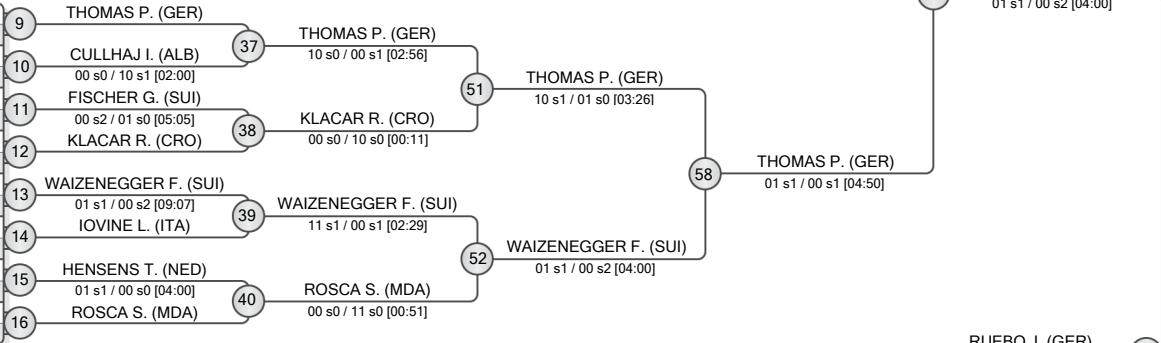 01 s1 / 00 s2 [04:00]
9
THOMAS P. (GER)
37
THOMAS P. (GER)
10 s0 / 00 s1 [02:56]
10
CULLHAJ I. (ALB)
00 s0 / 10 s1 [02:00]
51
THOMAS P. (GER)
10 s1 / 01 s0 [03:26]
11
FISCHER G. (SUI)
00 s2 / 01 s0 [05:05]
38
KLACAR R. (CRO)
00 s0 / 10 s0 [00:11]
12
KLACAR R. (CRO)
58
THOMAS P. (GER)
01 s1 / 00 s1 [04:50]
13
WAIZENEGGER F. (SUI)
01 s1 / 00 s2 [09:07]
39
WAIZENEGGER F. (SUI)
11 s1 / 00 s1 [02:29]
14
IOVINE L. (ITA)
52
WAIZENEGGER F. (SUI)
01 s1 / 00 s2 [04:00]
15
HENSENS T. (NED)
01 s1 / 00 s0 [04:00]
40
ROSCA S. (MDA)
00 s0 / 11 s0 [00:51]
16
ROSCA S. (MDA)
(GER)